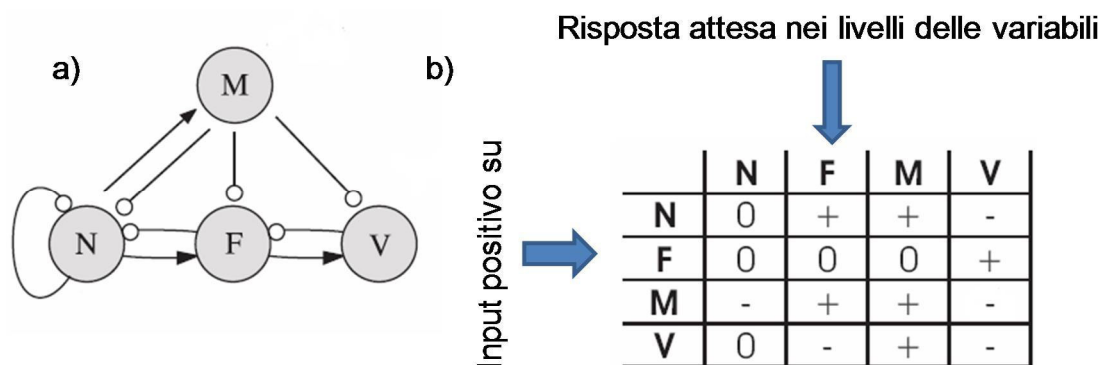 Risposta attesa nei livelli delle variabili
a)
b)
M
N
F
V
Input positivo su
N F M V
N 0 + + -
F 0 0 0 +
M - + + -
V 0 - + -